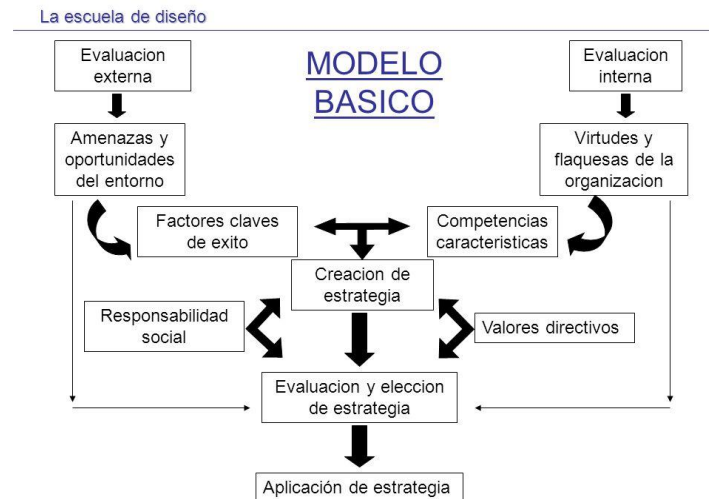 La escuela de diseño
MODELO
BASICO
Evaluacion
externa
Evaluacion
interna
Amenazas y
oportunidades
del entorno
Virtudes y
flaquesas de la
organizacion
Factores claves
de exito
Competencias
caracteristicas
Creacion de
estrategia
Responsabilidad
social
Valores directivos
Evaluacion y eleccion
de estrategia
Aplicación de estrategia